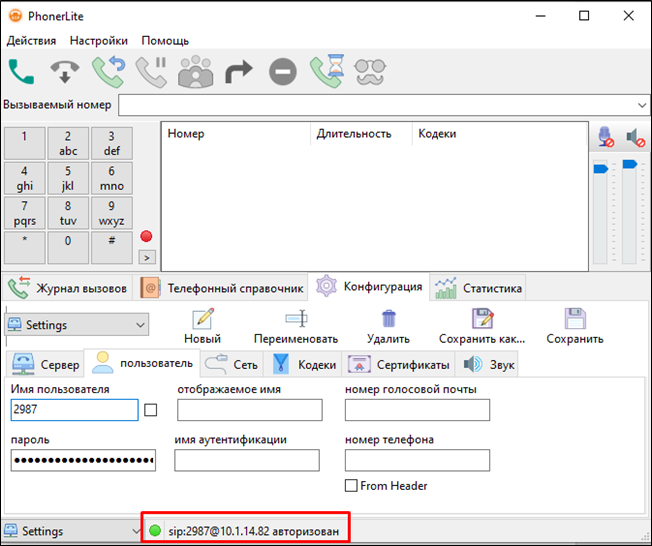 PhonerLite
Действия Настройки Помощь
Вызываемый номер
1 2 abc 3 def
4 ghi 5 jkl 6 mno
7 pqrs 8 tuv 9 wxyz
* 0 #
>
Номер Длительность Кодеки
Журнал вызовов Телефонный справочник Конфигурация Статистика
Settings Новый Переименовать Удалить Сохранить как... Сохранить
Сервер пользователь Сеть Кодеки Сертификаты Звук
Имя пользователя отображаемое имя номер голосовой почты
2987
пароль имя аутентификации номер телефона
From Header
Settings sip:2987@10.1.14.82 авторизован